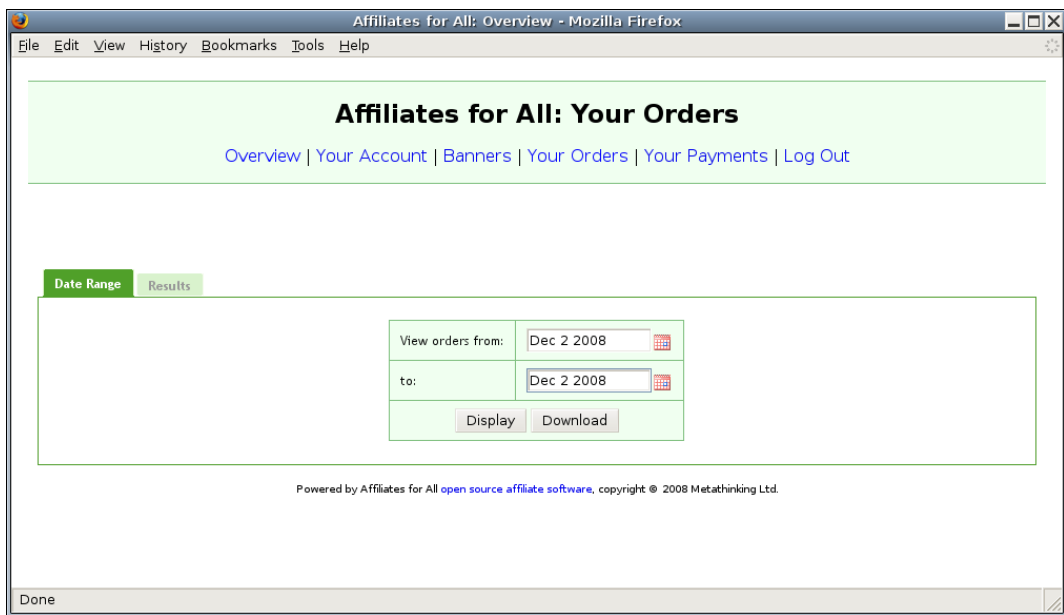 Affiliates for All: Overview - Mozilla Firefox
File Edit View History Bookmarks Tools Help
Affiliates for All: Your Orders
Overview | Your Account | Banners | Your Orders | Your Payments | Log Out
Date Range Results
View orders from: Dec 2 2008
to: Dec 2 2008
Display Download
Powered by Affiliates for All open source affiliate software, copyright © 2008 Metathinking Ltd.
Done